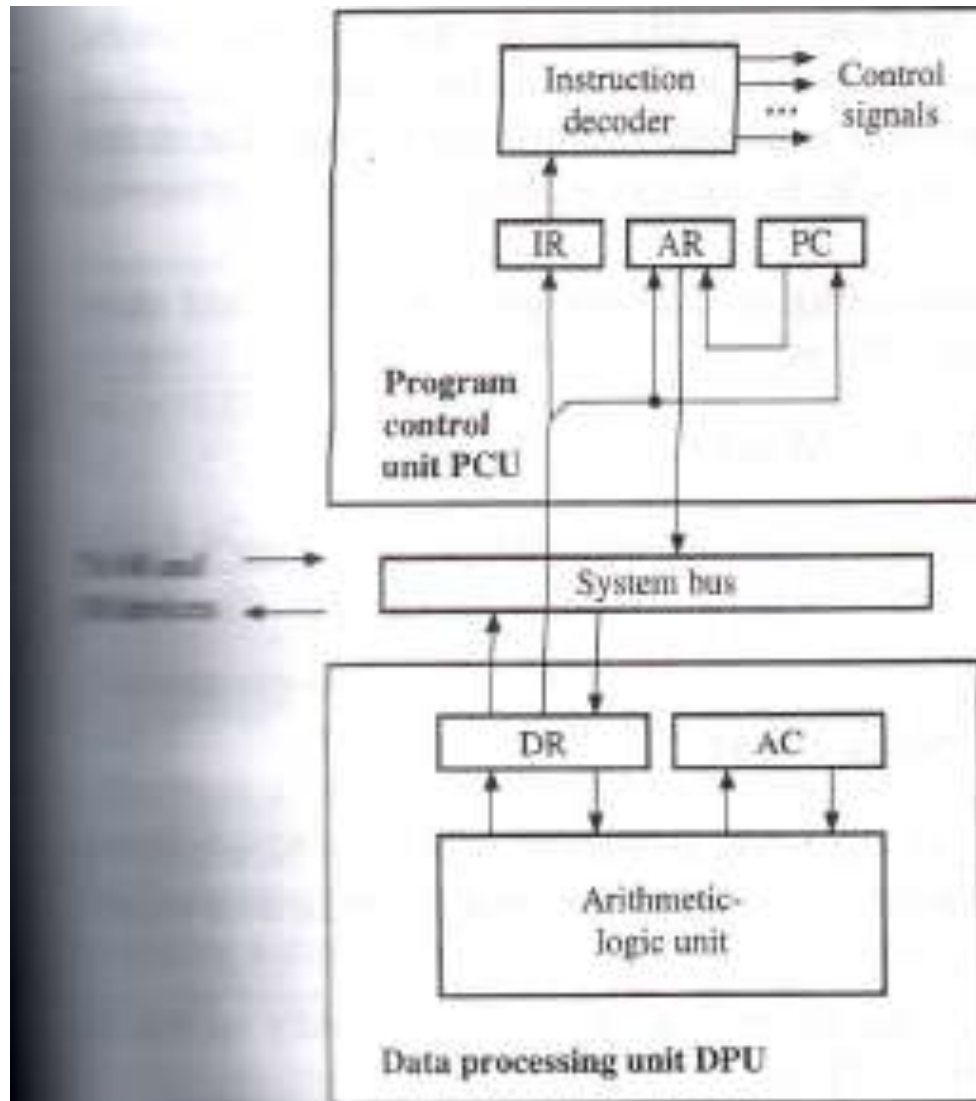 Instruction
decoder
Control
signals
...
IR
AR
PC
Program
control
unit PCU
System bus
DR
AC
Arithmetic-
logic unit
Data processing unit DPU